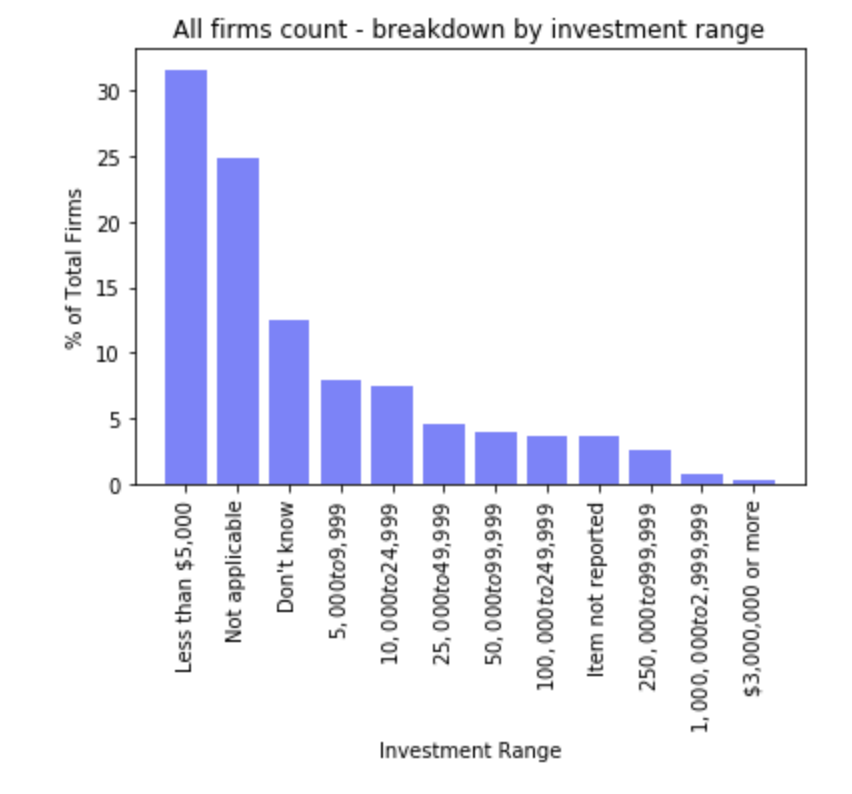 All firms count - breakdown by investment range
% of Total Firms
30
25
20
15
10
5
0
Less than $5,000
Not applicable
Don't know
5,000to9,999
10,000to24,999
25,000to49,999
50,000to99,999
100,000to249,999
Item not reported
250,000to999,999
1,000,000to2,999,999
$3,000,000 or more
Investment Range